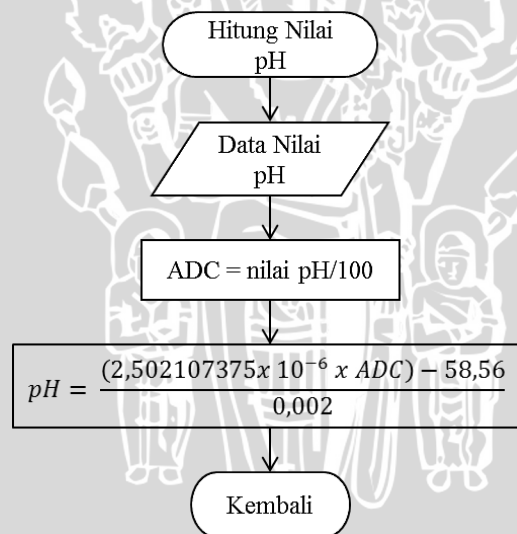 Hitung Nilai
pH
Data Nilai
pH
ADC = nilai pH/100
pH = (2,502107375x 10⁻⁶ x ADC) − 58,56
0,002
Kembali